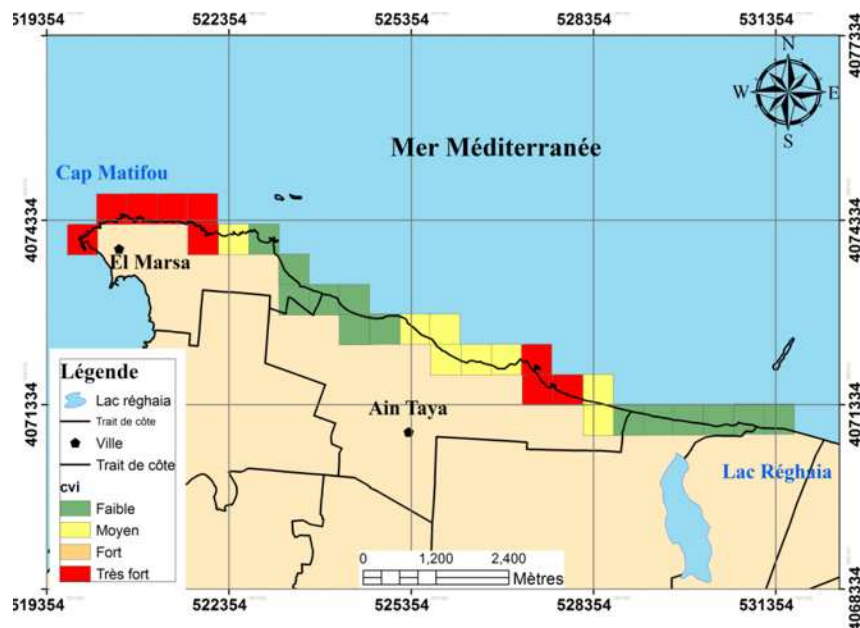 519354 522354 525354 528354 531354
4077334 4077334
N
W E
S
Mer Méditerranée
Cap Matifou
4074334 4074334
El Marsa
Légende
Lac réghaia
Trait de côte
Ville
Trait de côte
cvi
Faible
Moyen
Fort
Très fort
4071334 4071334
Ain Taya
Lac Réghaia
0 1,200 2,400
Mètres
4068334 4068334
519354 522354 525354 528354 531354